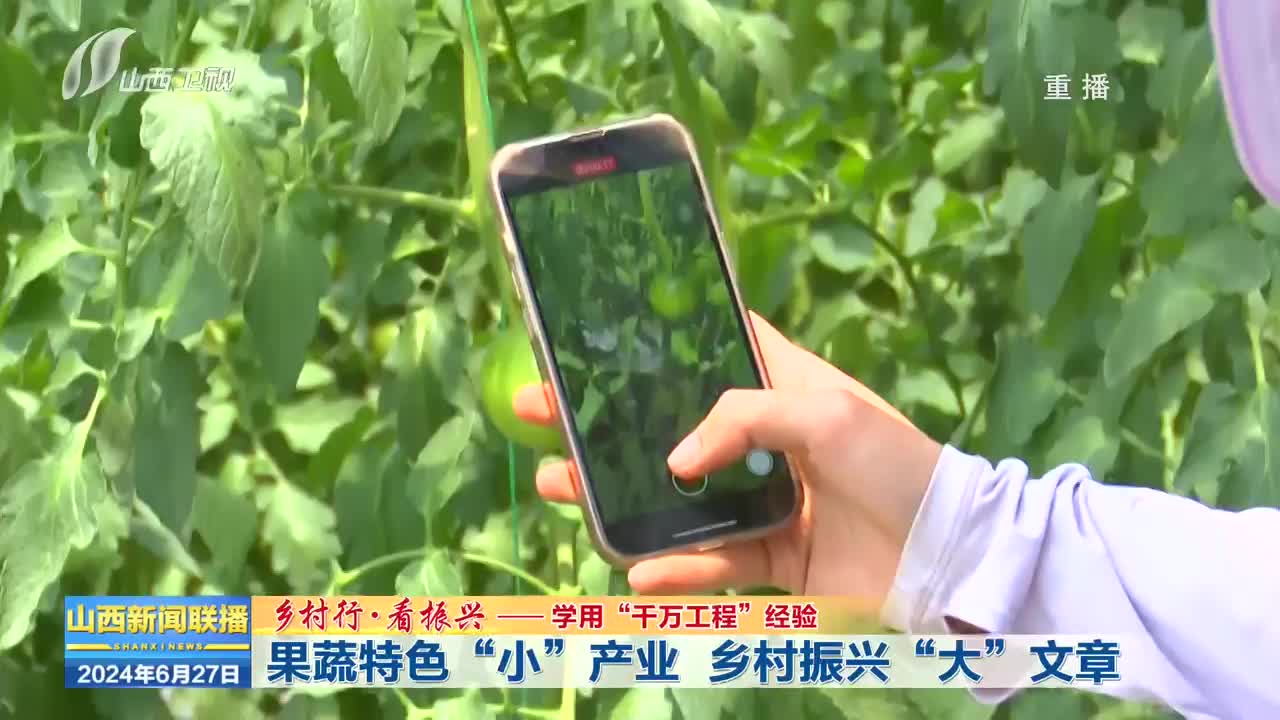 山西卫视
重播
山西新闻联播
SHANXI NEWS
2024年6月27日
乡村行·看振兴——学用“千万工程”经验
果蔬特色“小”产业 乡村振兴“大”文章